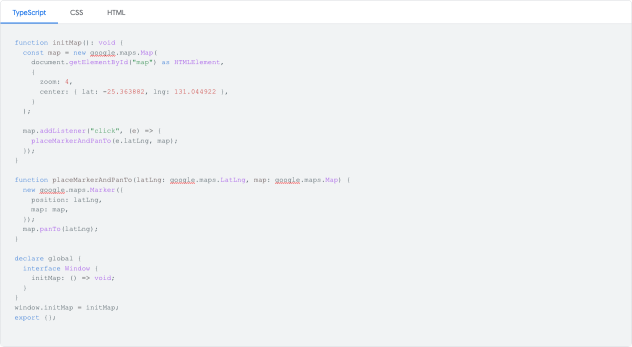 TypeScript CSS HTML
function initMap(): void {
  const map = new google.maps.Map(
    document.getElementById("map") as HTMLElement,
    {
      zoom: 4,
      center: { lat: -25.363882, lng: 131.044922 },
    }
  );

  map.addListener("click", (e) => {
    placeMarkerAndPanTo(e.latLng, map);
  });
}

function placeMarkerAndPanTo(latLng: google.maps.LatLng, map: google.maps.Map) {
  new google.maps.Marker({
    position: latLng,
    map: map,
  });
  map.panTo(latLng);
}

declare global {
  interface Window {
    initMap: () => void;
  }
}
window.initMap = initMap;
export {};